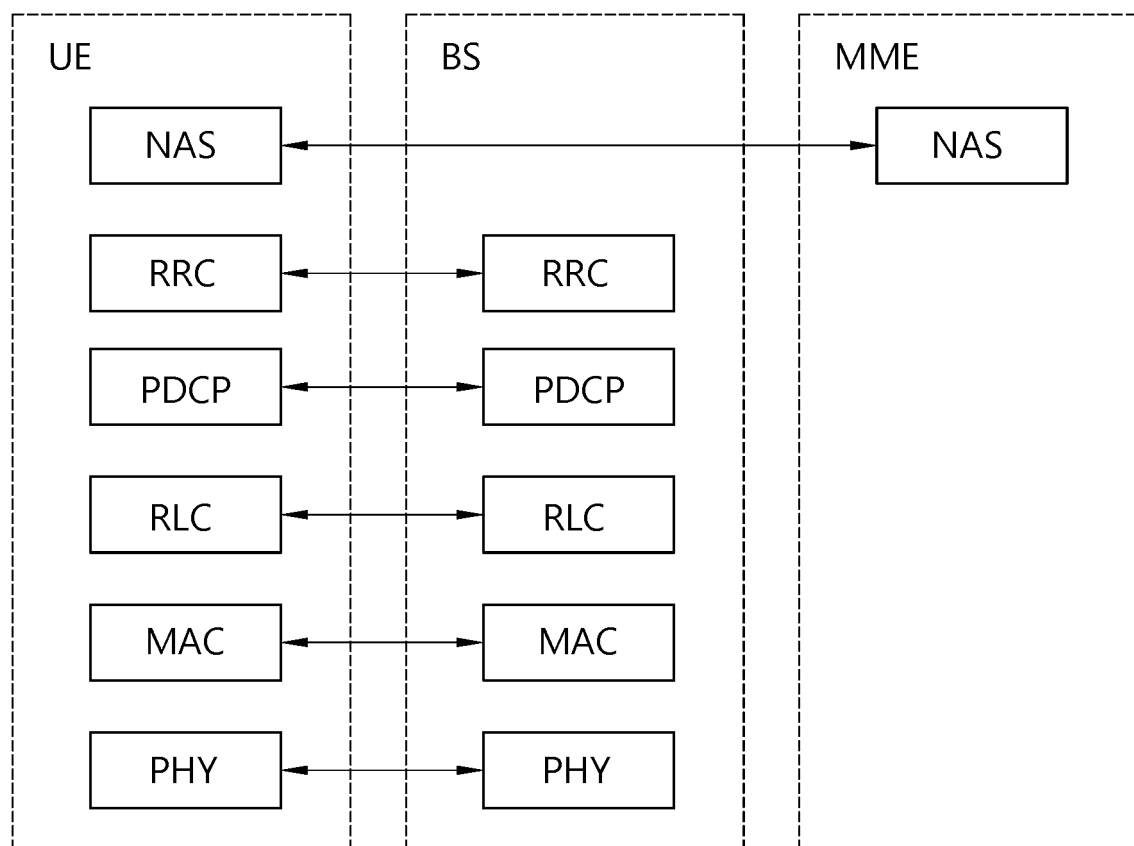 UE
BS
MME
NAS
NAS
RRC
RRC
PDCP
PDCP
RLC
RLC
MAC
MAC
PHY
PHY